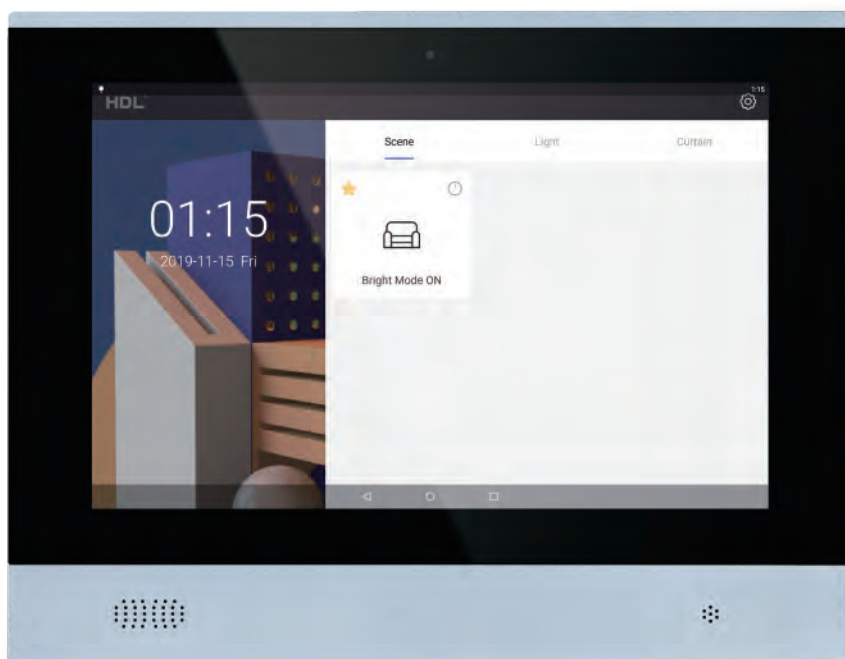 1:15
HDL
Scene
Light
Curtain
01:15
2019-11-15 Fri
Bright Mode ON